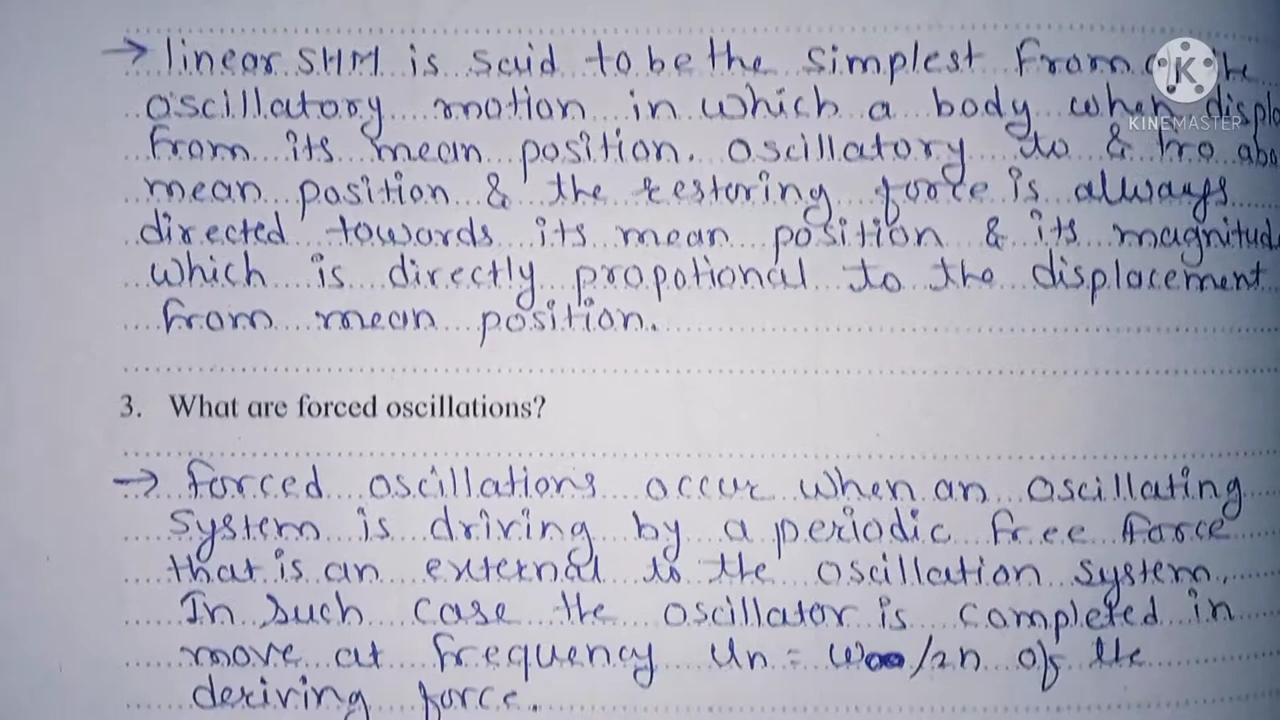 → linear SHM is said to be the simplest from
oscillatory motion in which a body when displ
from its mean position. oscillatory to & fro abo
mean position & the restoring force is always
directed towards its mean position & its magnitud
which is directly propotional to the displacement
from mean position.
3. What are forced oscillations?
→ forced oscillations occur when an oscillating
system is driving by a periodic free force
that is an external to the oscillation system.
In such case the oscillator is completed in
move at frequency of the
deriving force.
K
KINEMASTER